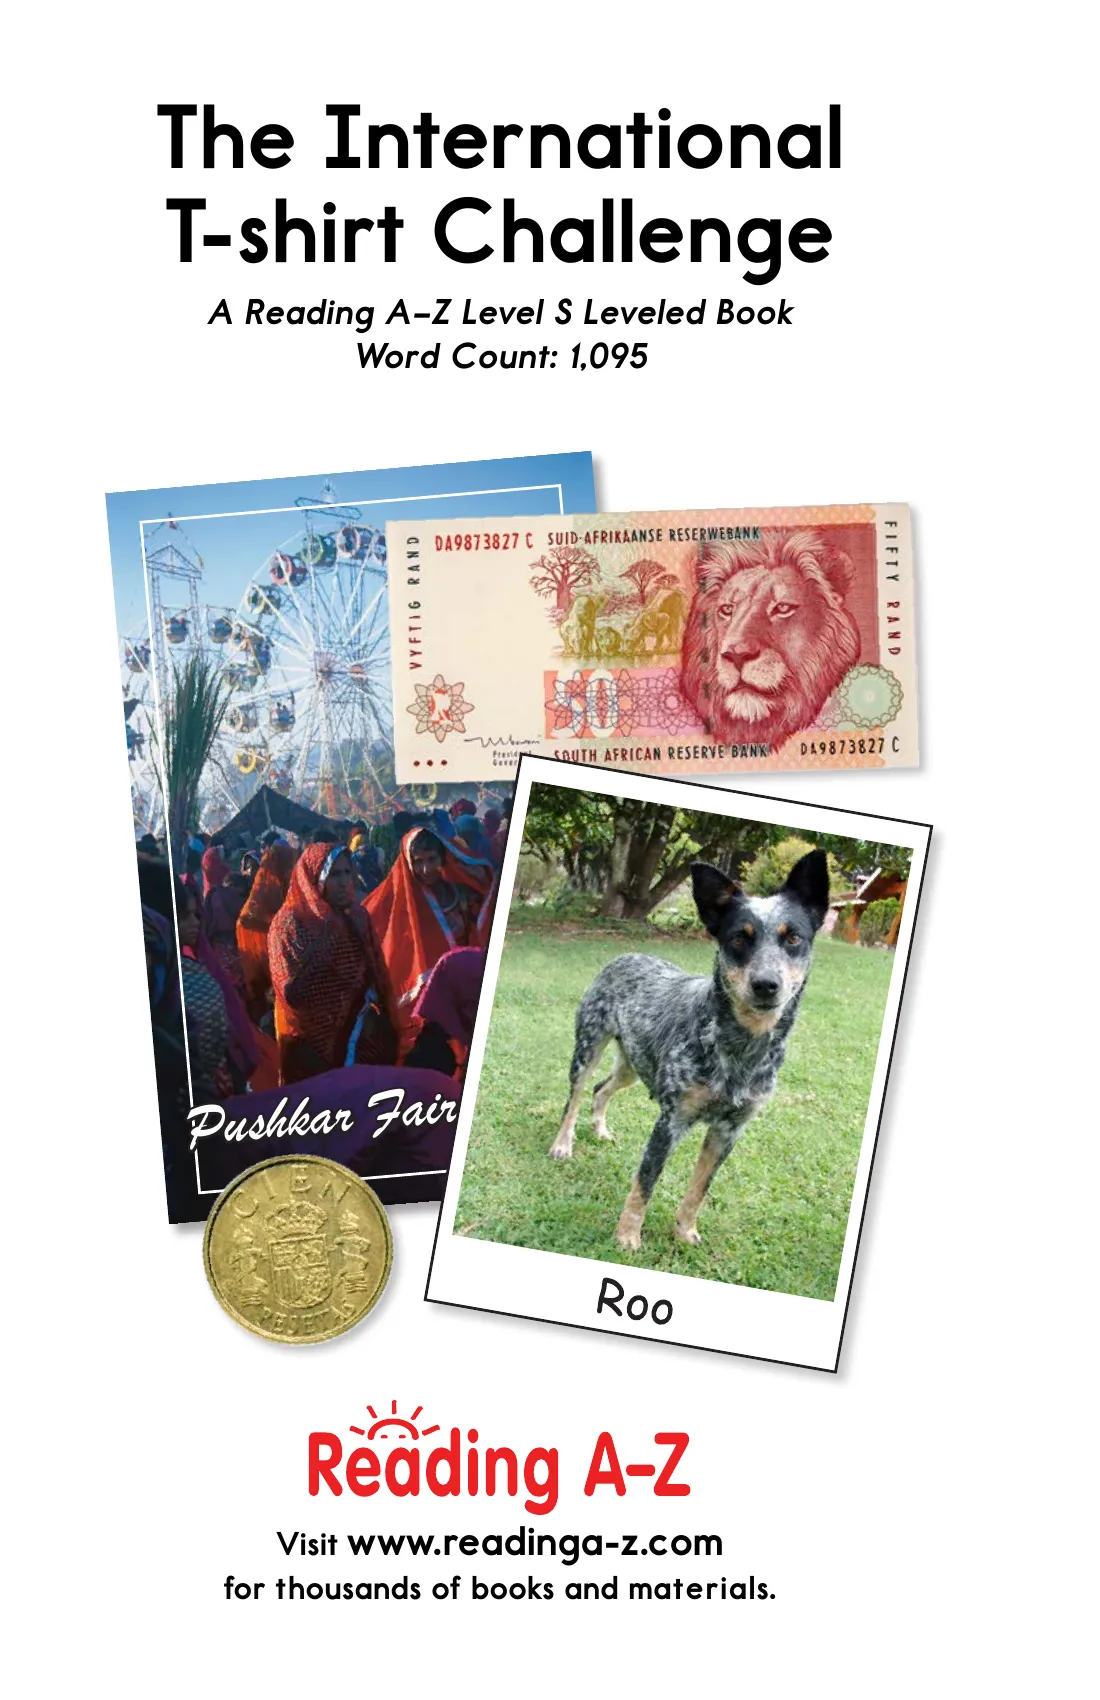 The International
T-shirt Challenge
A Reading A–Z Level S Leveled Book
Word Count: 1,095
VYFTIG RAND
DA9873827 C
SUID-AFRIKAANSE RESERWEBANK
FIFTY RAND
50
SOUTH AFRICAN RESERVE BANK
DA9873827 C
Pushkar Fair
CIEN
PESETAS
Roo
Reading A–Z
Visit www.readinga-z.com
for thousands of books and materials.